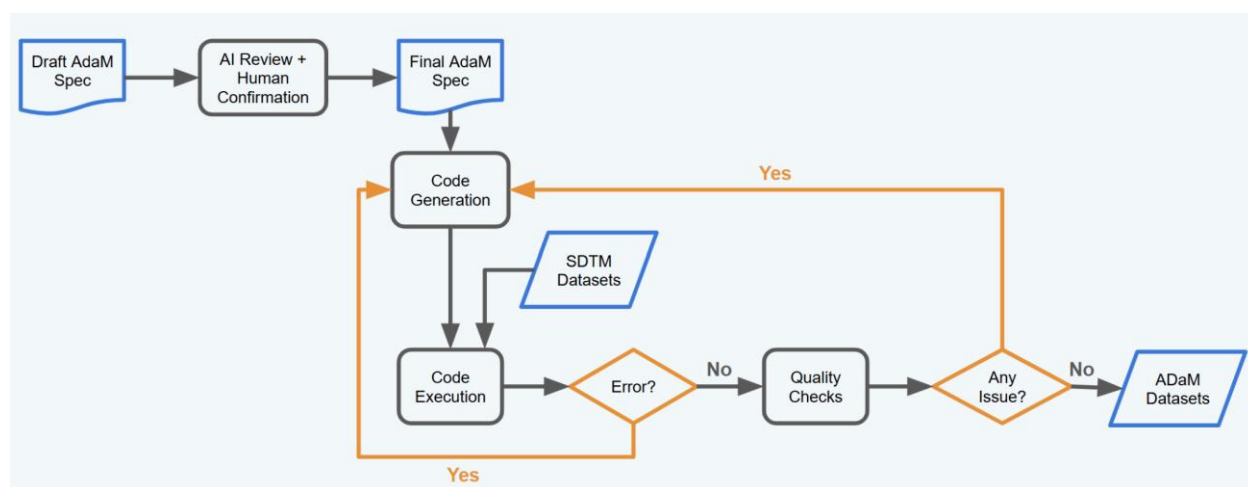 Draft AdaM
Spec
AI Review +
Human
Confirmation
Final AdaM
Spec
Code
Generation
Yes
SDTM
Datasets
Code
Execution
Error?
No
Quality
Checks
Any
Issue?
No
ADaM
Datasets
Yes